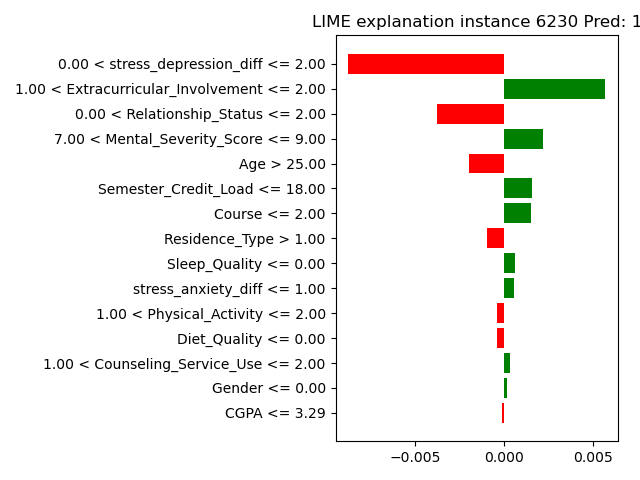 LIME explanation instance 6230 Pred: 1
0.00 < stress_depression_diff <= 2.00
1.00 < Extracurricular_Involvement <= 2.00
0.00 < Relationship_Status <= 2.00
7.00 < Mental_Severity_Score <= 9.00
Age > 25.00
Semester_Credit_Load <= 18.00
Course <= 2.00
Residence_Type > 1.00
Sleep_Quality <= 0.00
stress_anxiety_diff <= 1.00
1.00 < Physical_Activity <= 2.00
Diet_Quality <= 0.00
1.00 < Counseling_Service_Use <= 2.00
Gender <= 0.00
CGPA <= 3.29
−0.005 0.000 0.005